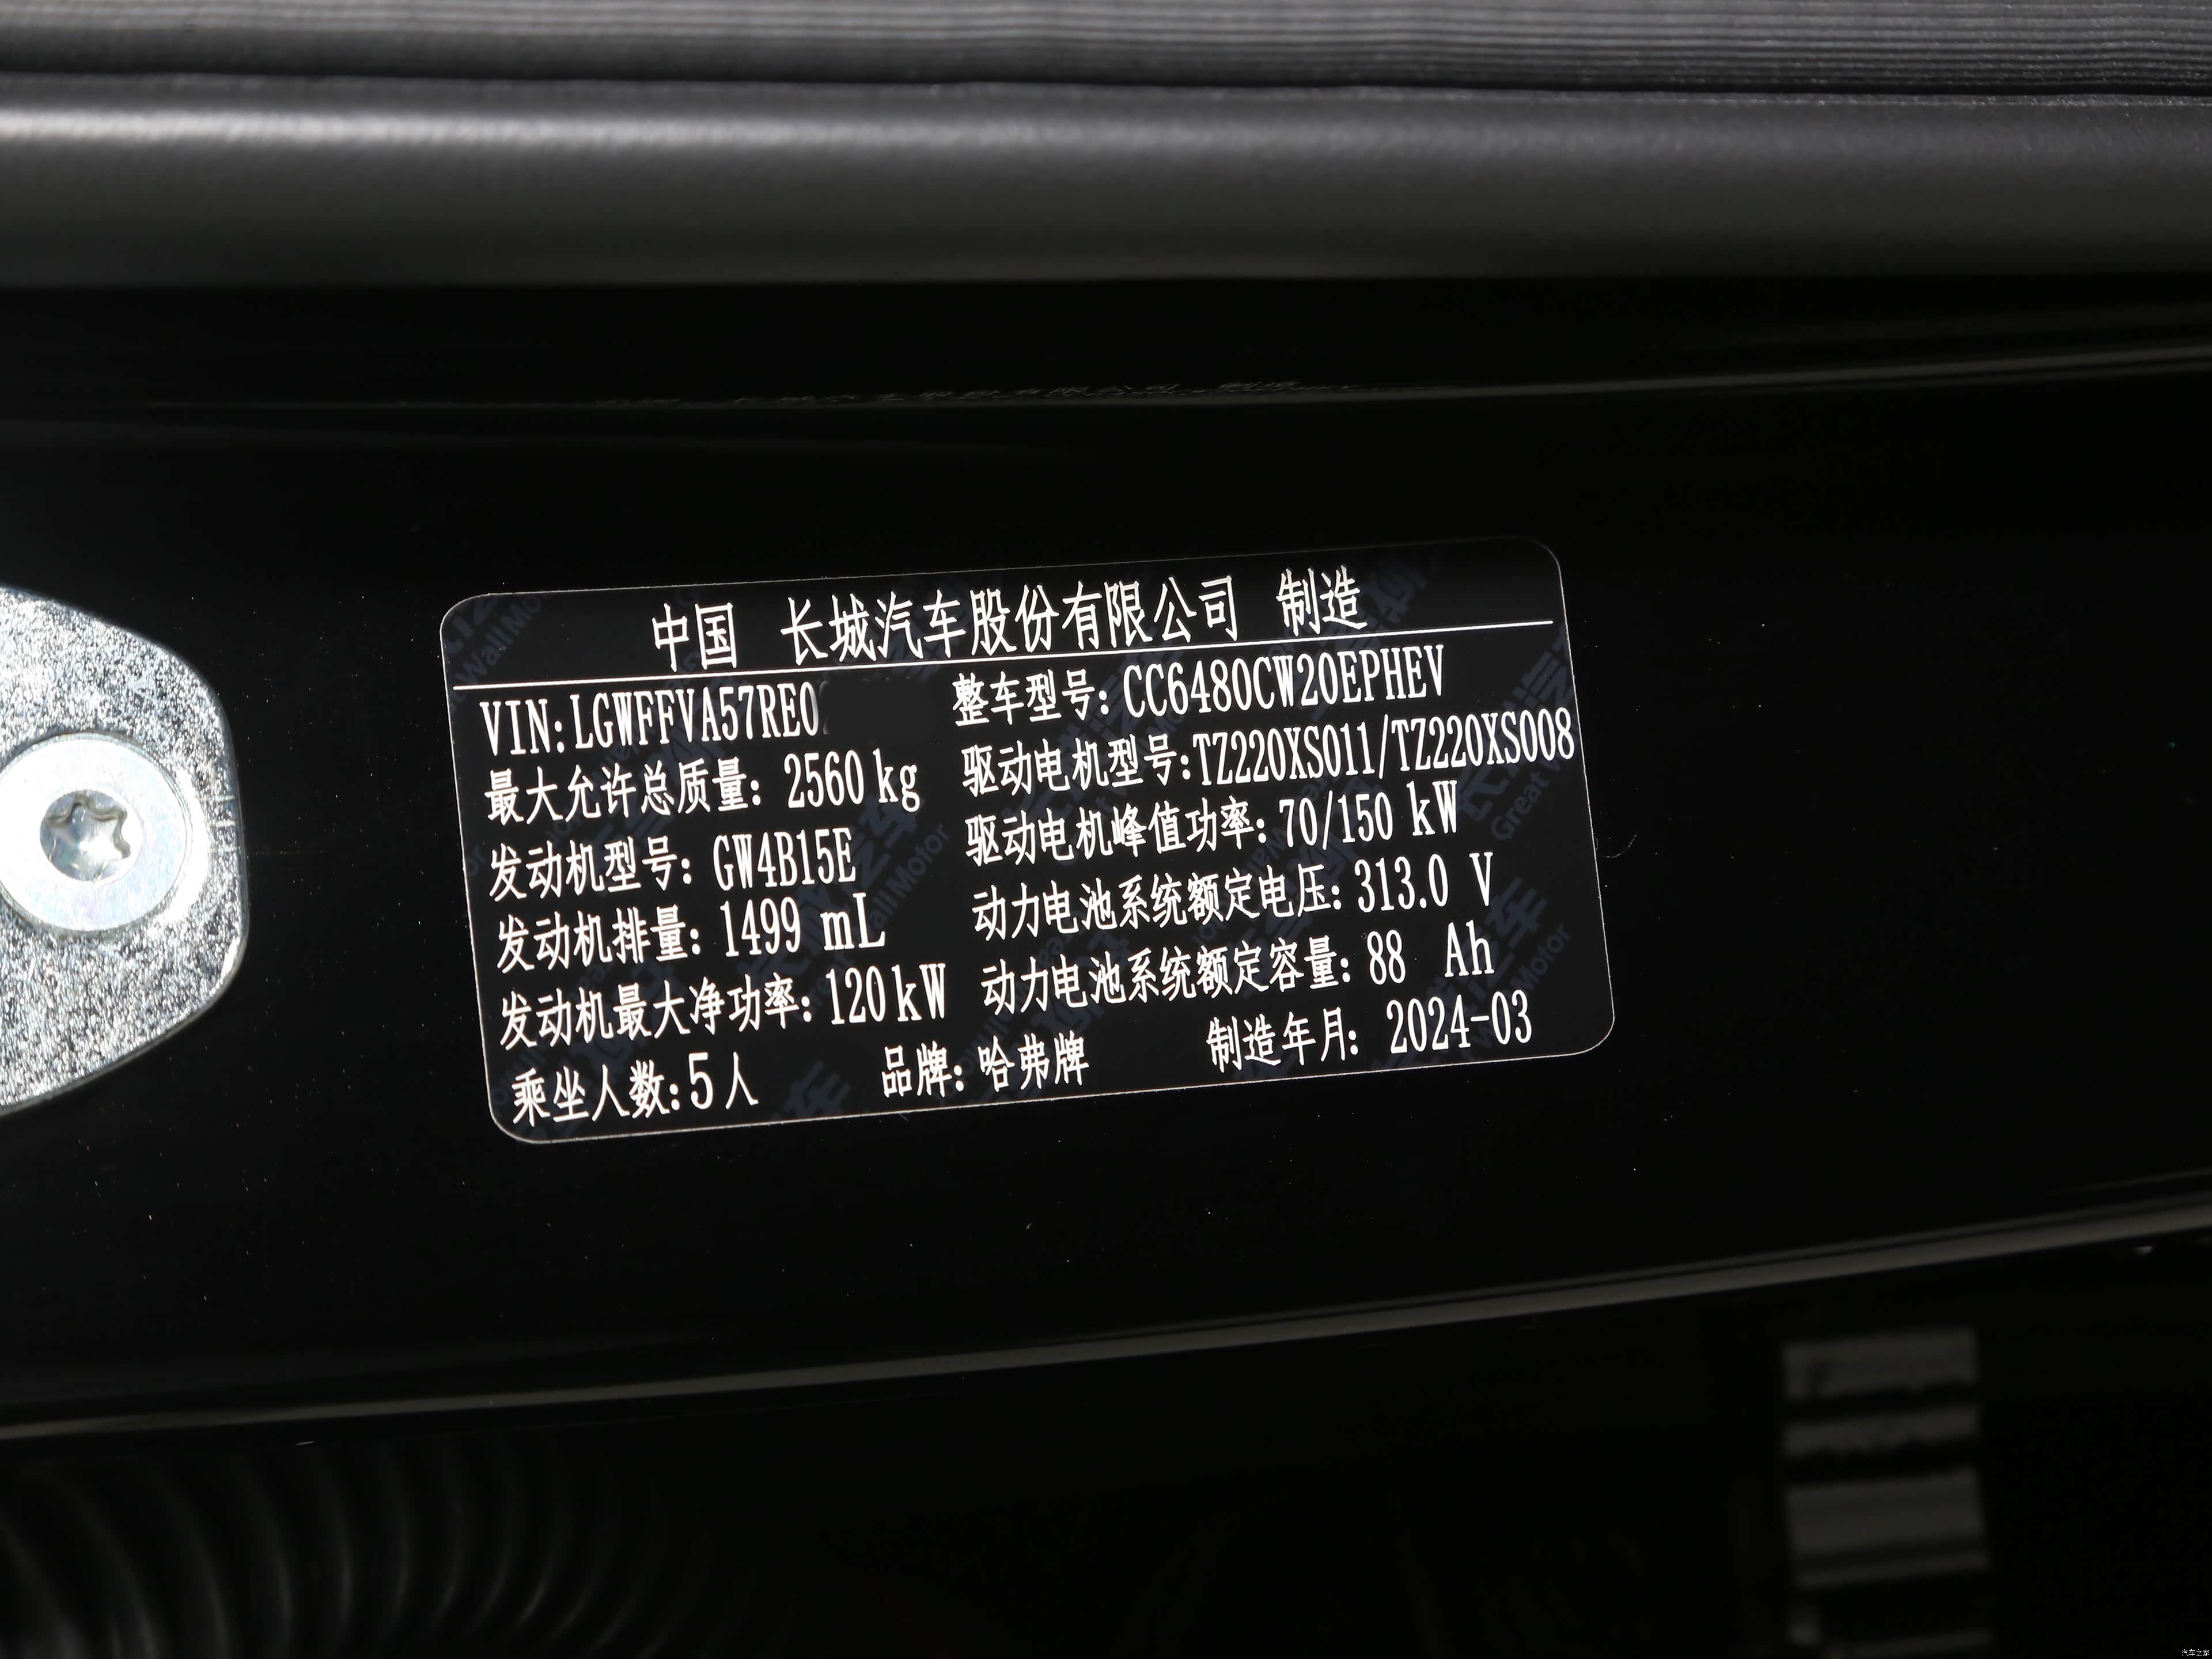 中国 长城汽车股份有限公司 制造
VIN:LGWFFVA57RE0 整车型号: CC6480CW20EPHEV
最大允许总质量: 2560 kg 驱动电机型号:TZ220XS011/TZ220XS008
发动机型号: GW4B15E 驱动电机峰值功率: 70/150 kW
发动机排量: 1499 mL 动力电池系统额定电压: 313.0 V
发动机最大净功率: 120 kW 动力电池系统额定容量: 88 Ah
乘坐人数:5人 品牌: 哈弗牌 制造年月: 2024-03
汽车之家